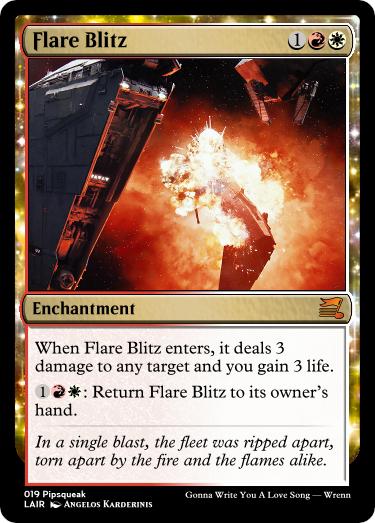 Flare Blitz 1
Enchantment
When Flare Blitz enters, it deals 3
damage to any target and you gain 3 life.
1: Return Flare Blitz to its owner's
hand.
In a single blast, the fleet was ripped apart,
torn apart by the fire and the flames alike.
019 Pipsqueak
LAIR Angelos Karderinis
Gonna Write You A Love Song — Wrenn